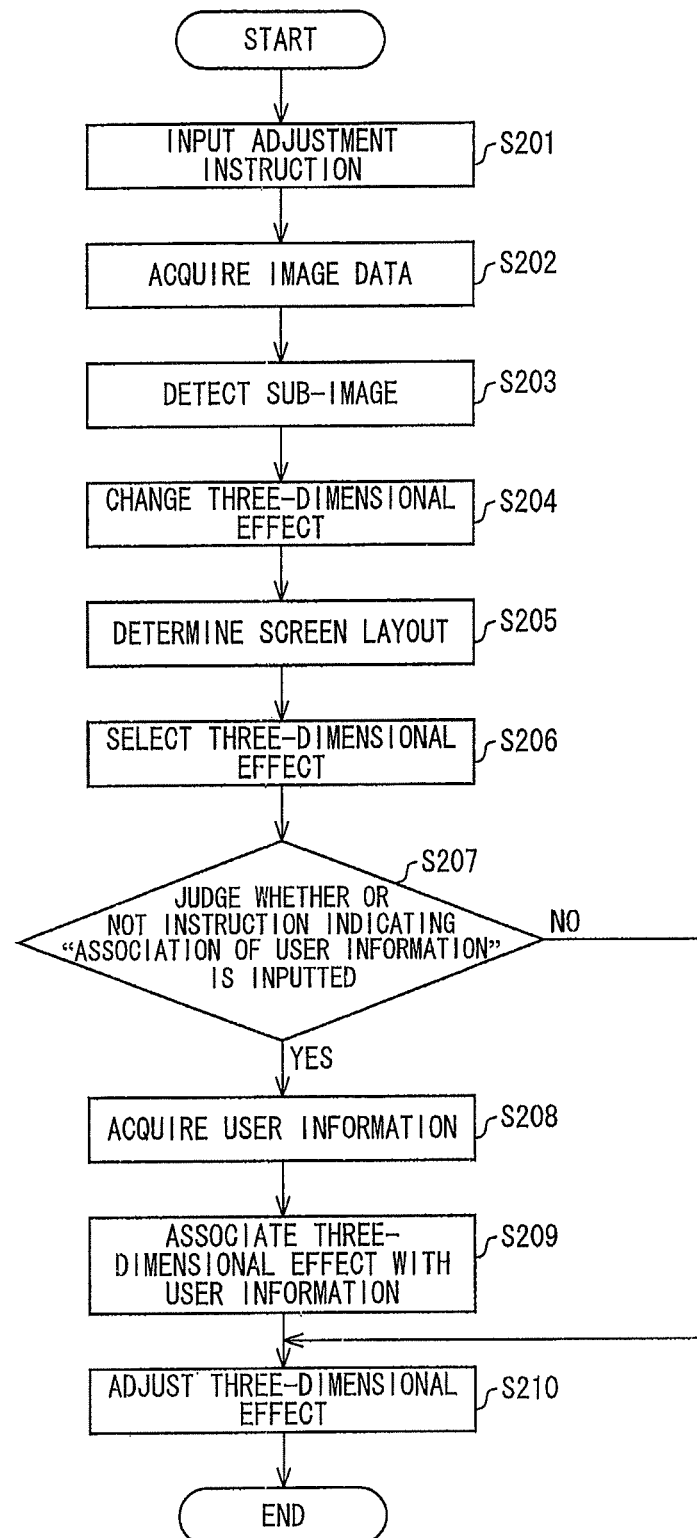 START
INPUT ADJUSTMENT
INSTRUCTION
S201
ACQUIRE IMAGE DATA
S202
DETECT SUB-IMAGE
S203
CHANGE THREE-DIMENSIONAL
EFFECT
S204
DETERMINE SCREEN LAYOUT
S205
SELECT THREE-DIMENSIONAL
EFFECT
S206
S207
JUDGE WHETHER OR
NOT INSTRUCTION INDICATING
“ASSOCIATION OF USER INFORMATION”
IS INPUTTED
NO
YES
ACQUIRE USER INFORMATION
S208
ASSOCIATE THREE-
DIMENSIONAL EFFECT WITH
USER INFORMATION
S209
ADJUST THREE-DIMENSIONAL
EFFECT
S210
END